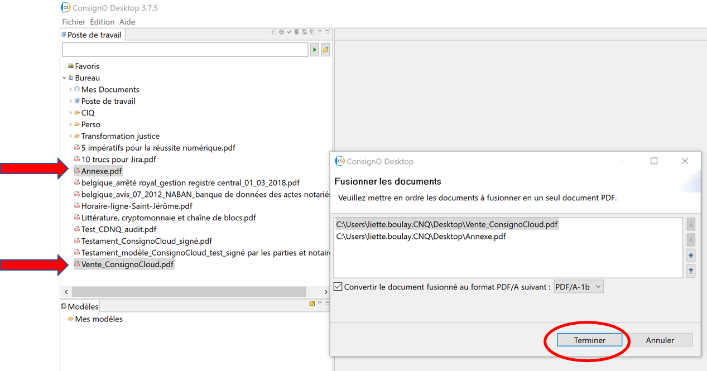 ConsignO Desktop 3.7.5
Fichier Édition Aide
Poste de travail
Favoris
Bureau
Mes Documents
Poste de travail
CIQ
Perso
Transformation justice
5 impératifs pour la réussite numérique.pdf
10 trucs pour Jira.pdf
Annexe.pdf
belgique_arrêté royal_gestion registre central_01_03_2018.pdf
belgique_avis_07_2012_NABAN_banque de données des actes notariés
Horaire-ligne-Saint-Jérôme.pdf
Littérature, cryptomonnaie et chaîne de blocs.pdf
Test_CDNQ_audit.pdf
Testament_ConsignoCloud_signé.pdf
Testament_modèle_ConsignoCloud_test_signé par les parties et notaire
Vente_ConsignoCloud.pdf
Modèles
Mes modèles
ConsignO Desktop
Fusionner les documents
Veuillez mettre en ordre les documents à fusionner en un seul document PDF.
C:\Users\liette.boulay.CNQ\Desktop\Vente_ConsignoCloud.pdf
C:\Users\liette.boulay.CNQ\Desktop\Annexe.pdf
Convertir le document fusionné au format PDF/A suivant : PDF/A-1b
Terminer Annuler